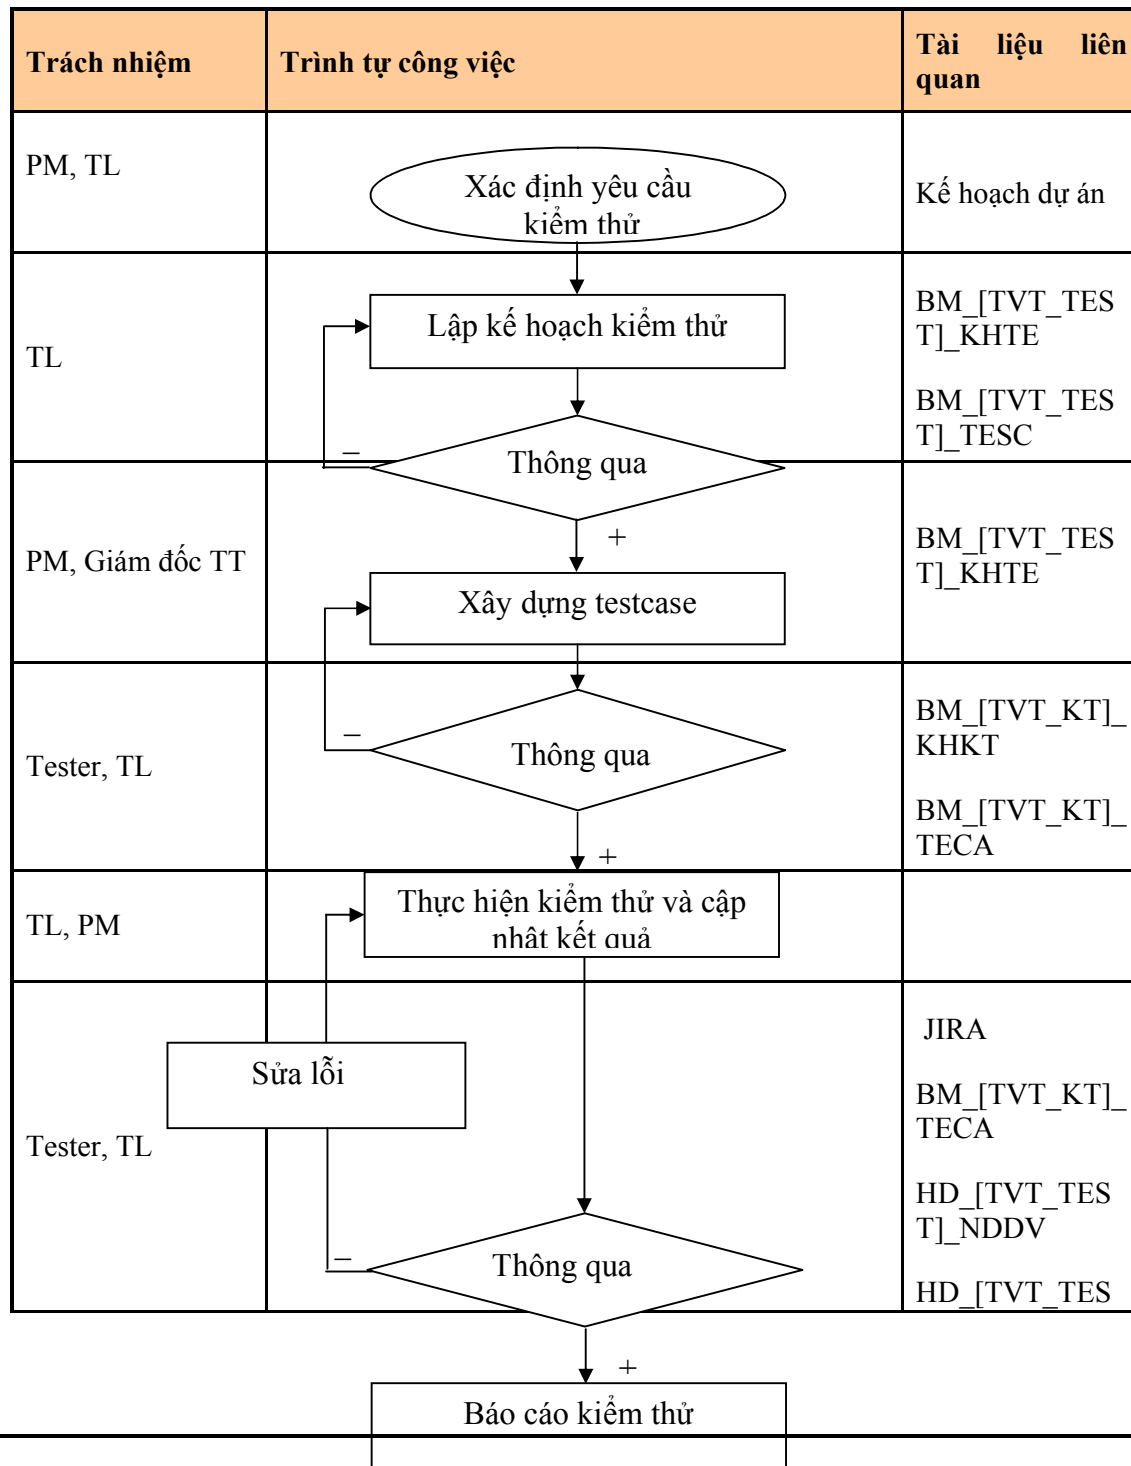 Trách nhiệm
Trình tự công việc
Tài liệu liên
quan
PM, TL
Xác định yêu cầu
kiểm thử
Kế hoạch dự án
TL
Lập kế hoạch kiểm thử
–
Thông qua
BM_[TVT_TES
T]_KHTE
BM_[TVT_TES
T]_TESC
PM, Giám đốc TT
+
Xây dựng testcase
BM_[TVT_TES
T]_KHTE
Tester, TL
–
Thông qua
+
BM_[TVT_KT]_
KHKT
BM_[TVT_KT]_
TECA
TL, PM
Thực hiện kiểm thử và cập
nhật kết quả
Tester, TL
Sửa lỗi
–
Thông qua
JIRA
BM_[TVT_KT]_
TECA
HD_[TVT_TES
T]_NDDV
HD_[TVT_TES
+
Báo cáo kiểm thử